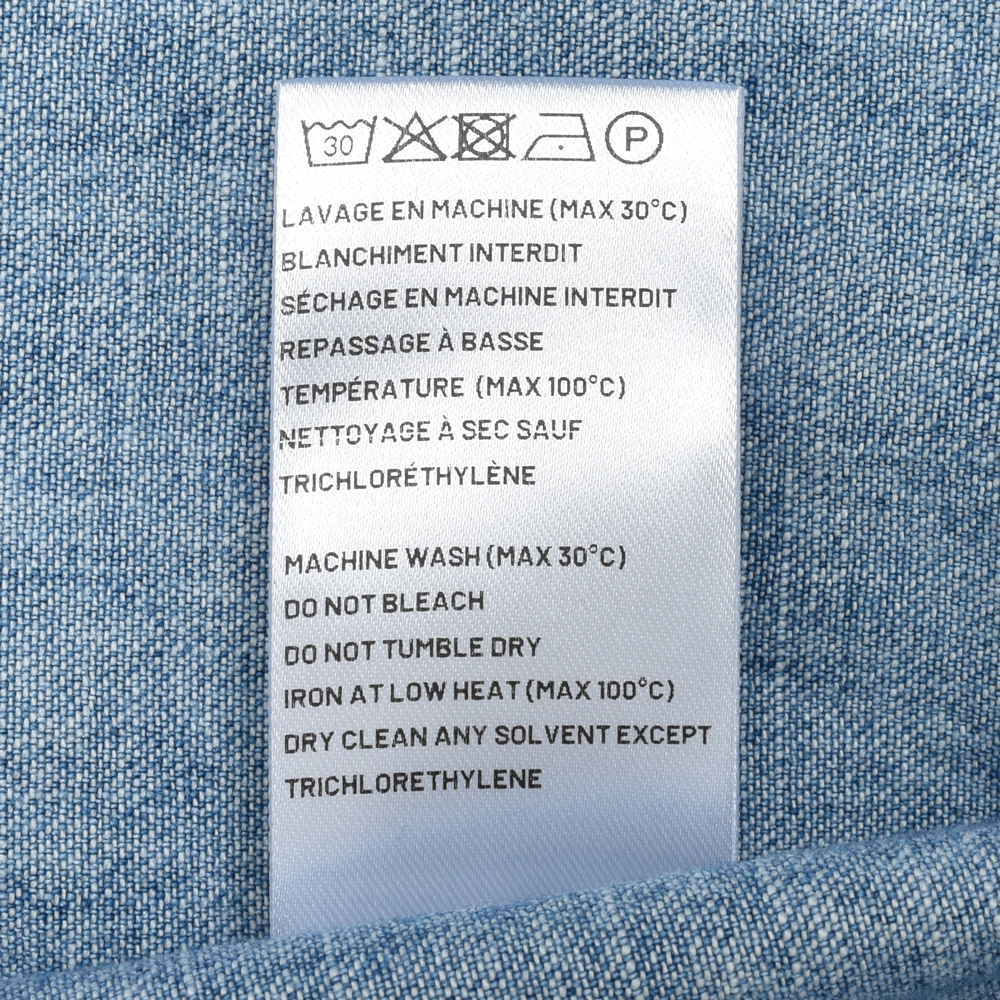 30 P
LAVAGE EN MACHINE (MAX 30°C)
BLANCHIMENT INTERDIT
SÉCHAGE EN MACHINE INTERDIT
REPASSAGE À BASSE
TEMPÉRATURE (MAX 100°C)
NETTOYAGE À SEC SAUF
TRICHLORÉTHYLÈNE
MACHINE WASH (MAX 30°C)
DO NOT BLEACH
DO NOT TUMBLE DRY
IRON AT LOW HEAT (MAX 100°C)
DRY CLEAN ANY SOLVENT EXCEPT
TRICHLORETHYLENE